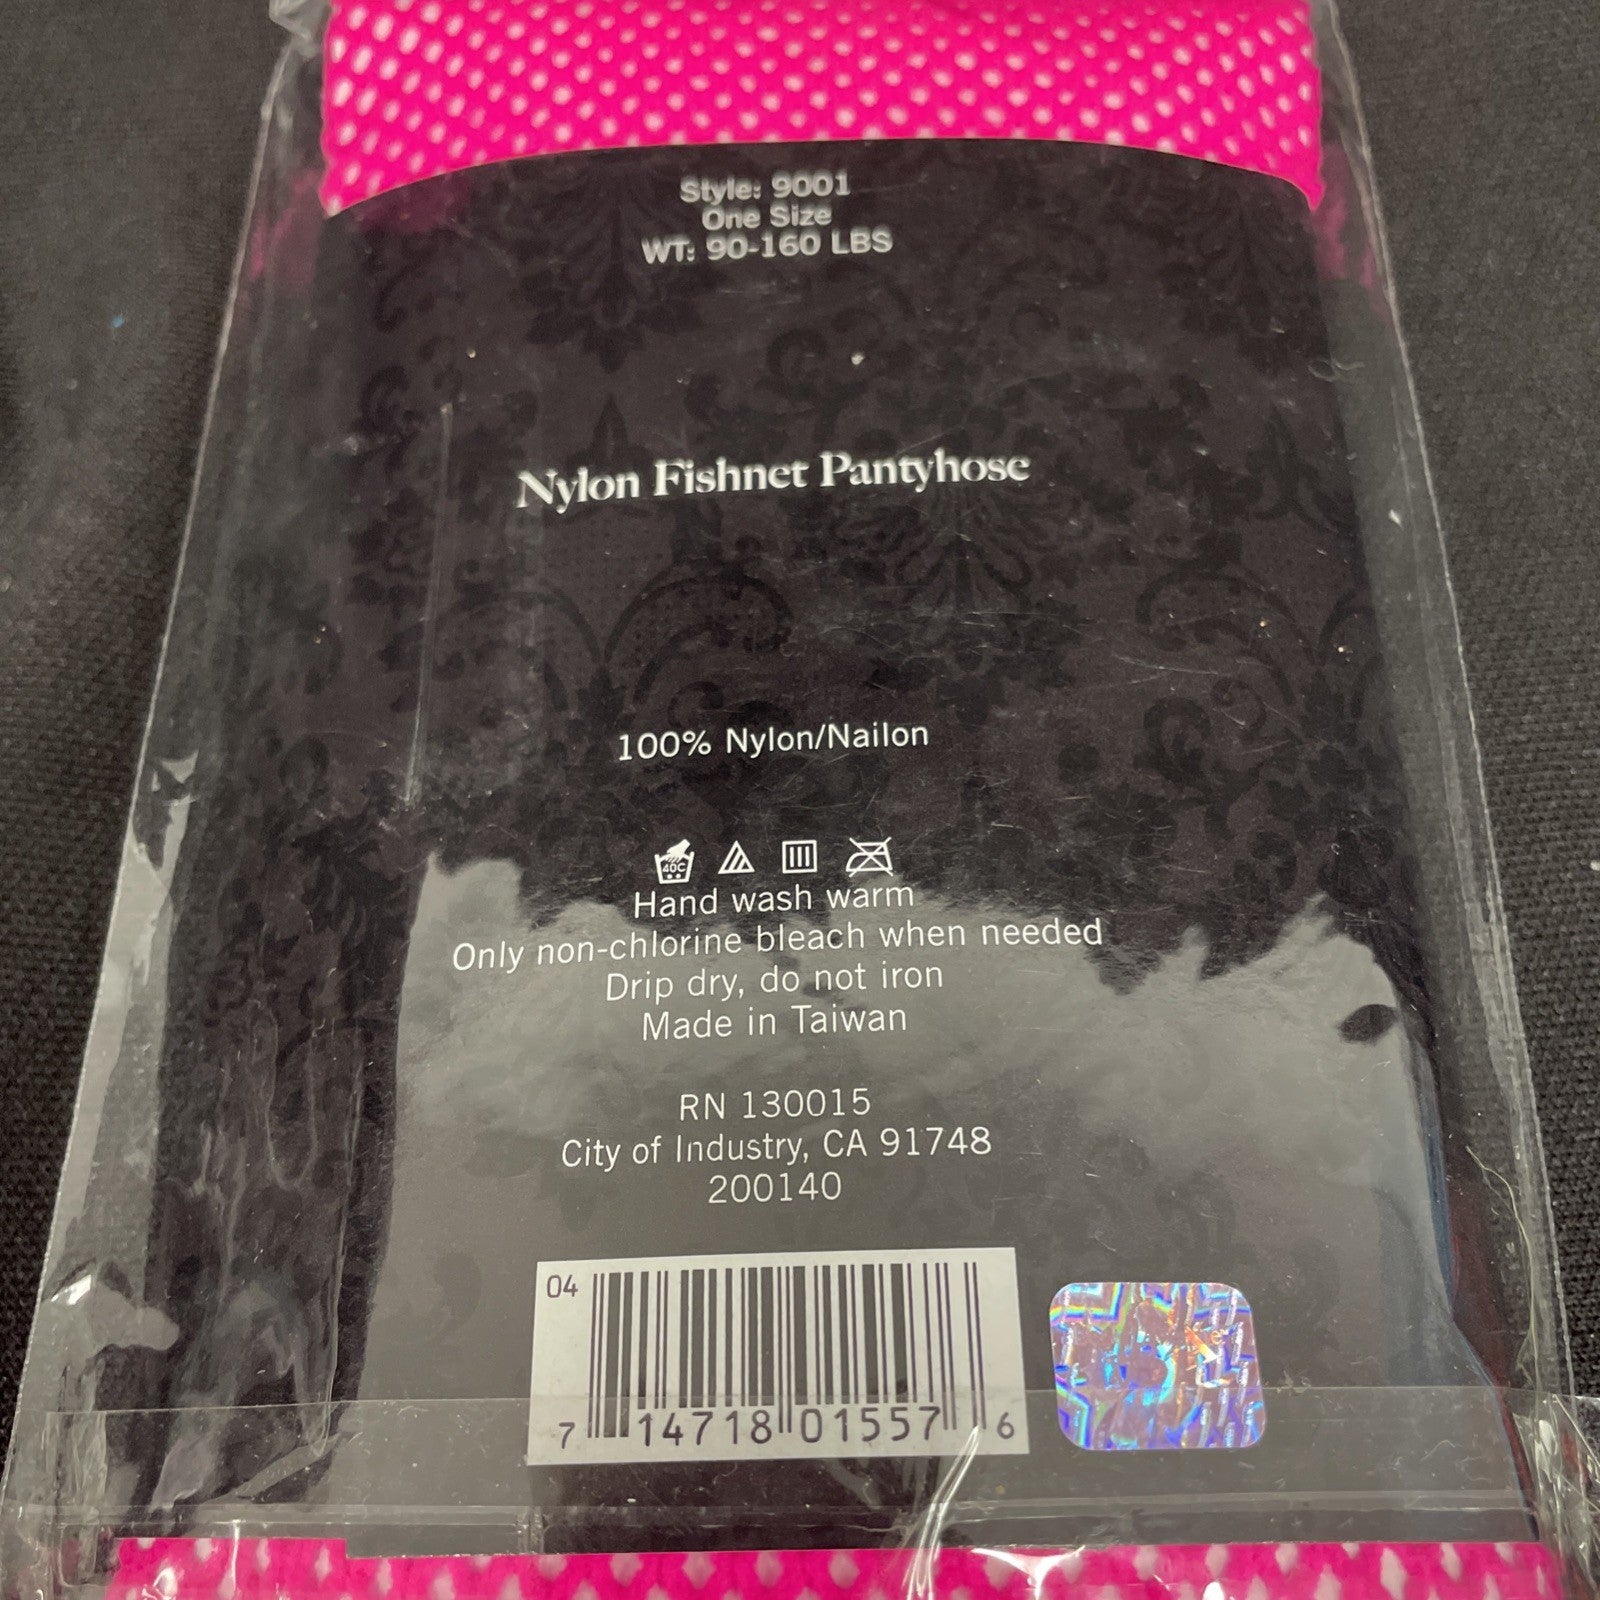 Style: 9001
One Size
WT: 90-160 LBS
Nylon Fishnet Pantyhose
100% Nylon/Nailon
40C
Hand wash warm
Only non-chlorine bleach when needed
Drip dry, do not iron
Made in Taiwan
RN 130015
City of Industry, CA 91748
200140
04
7 14718 01557 6